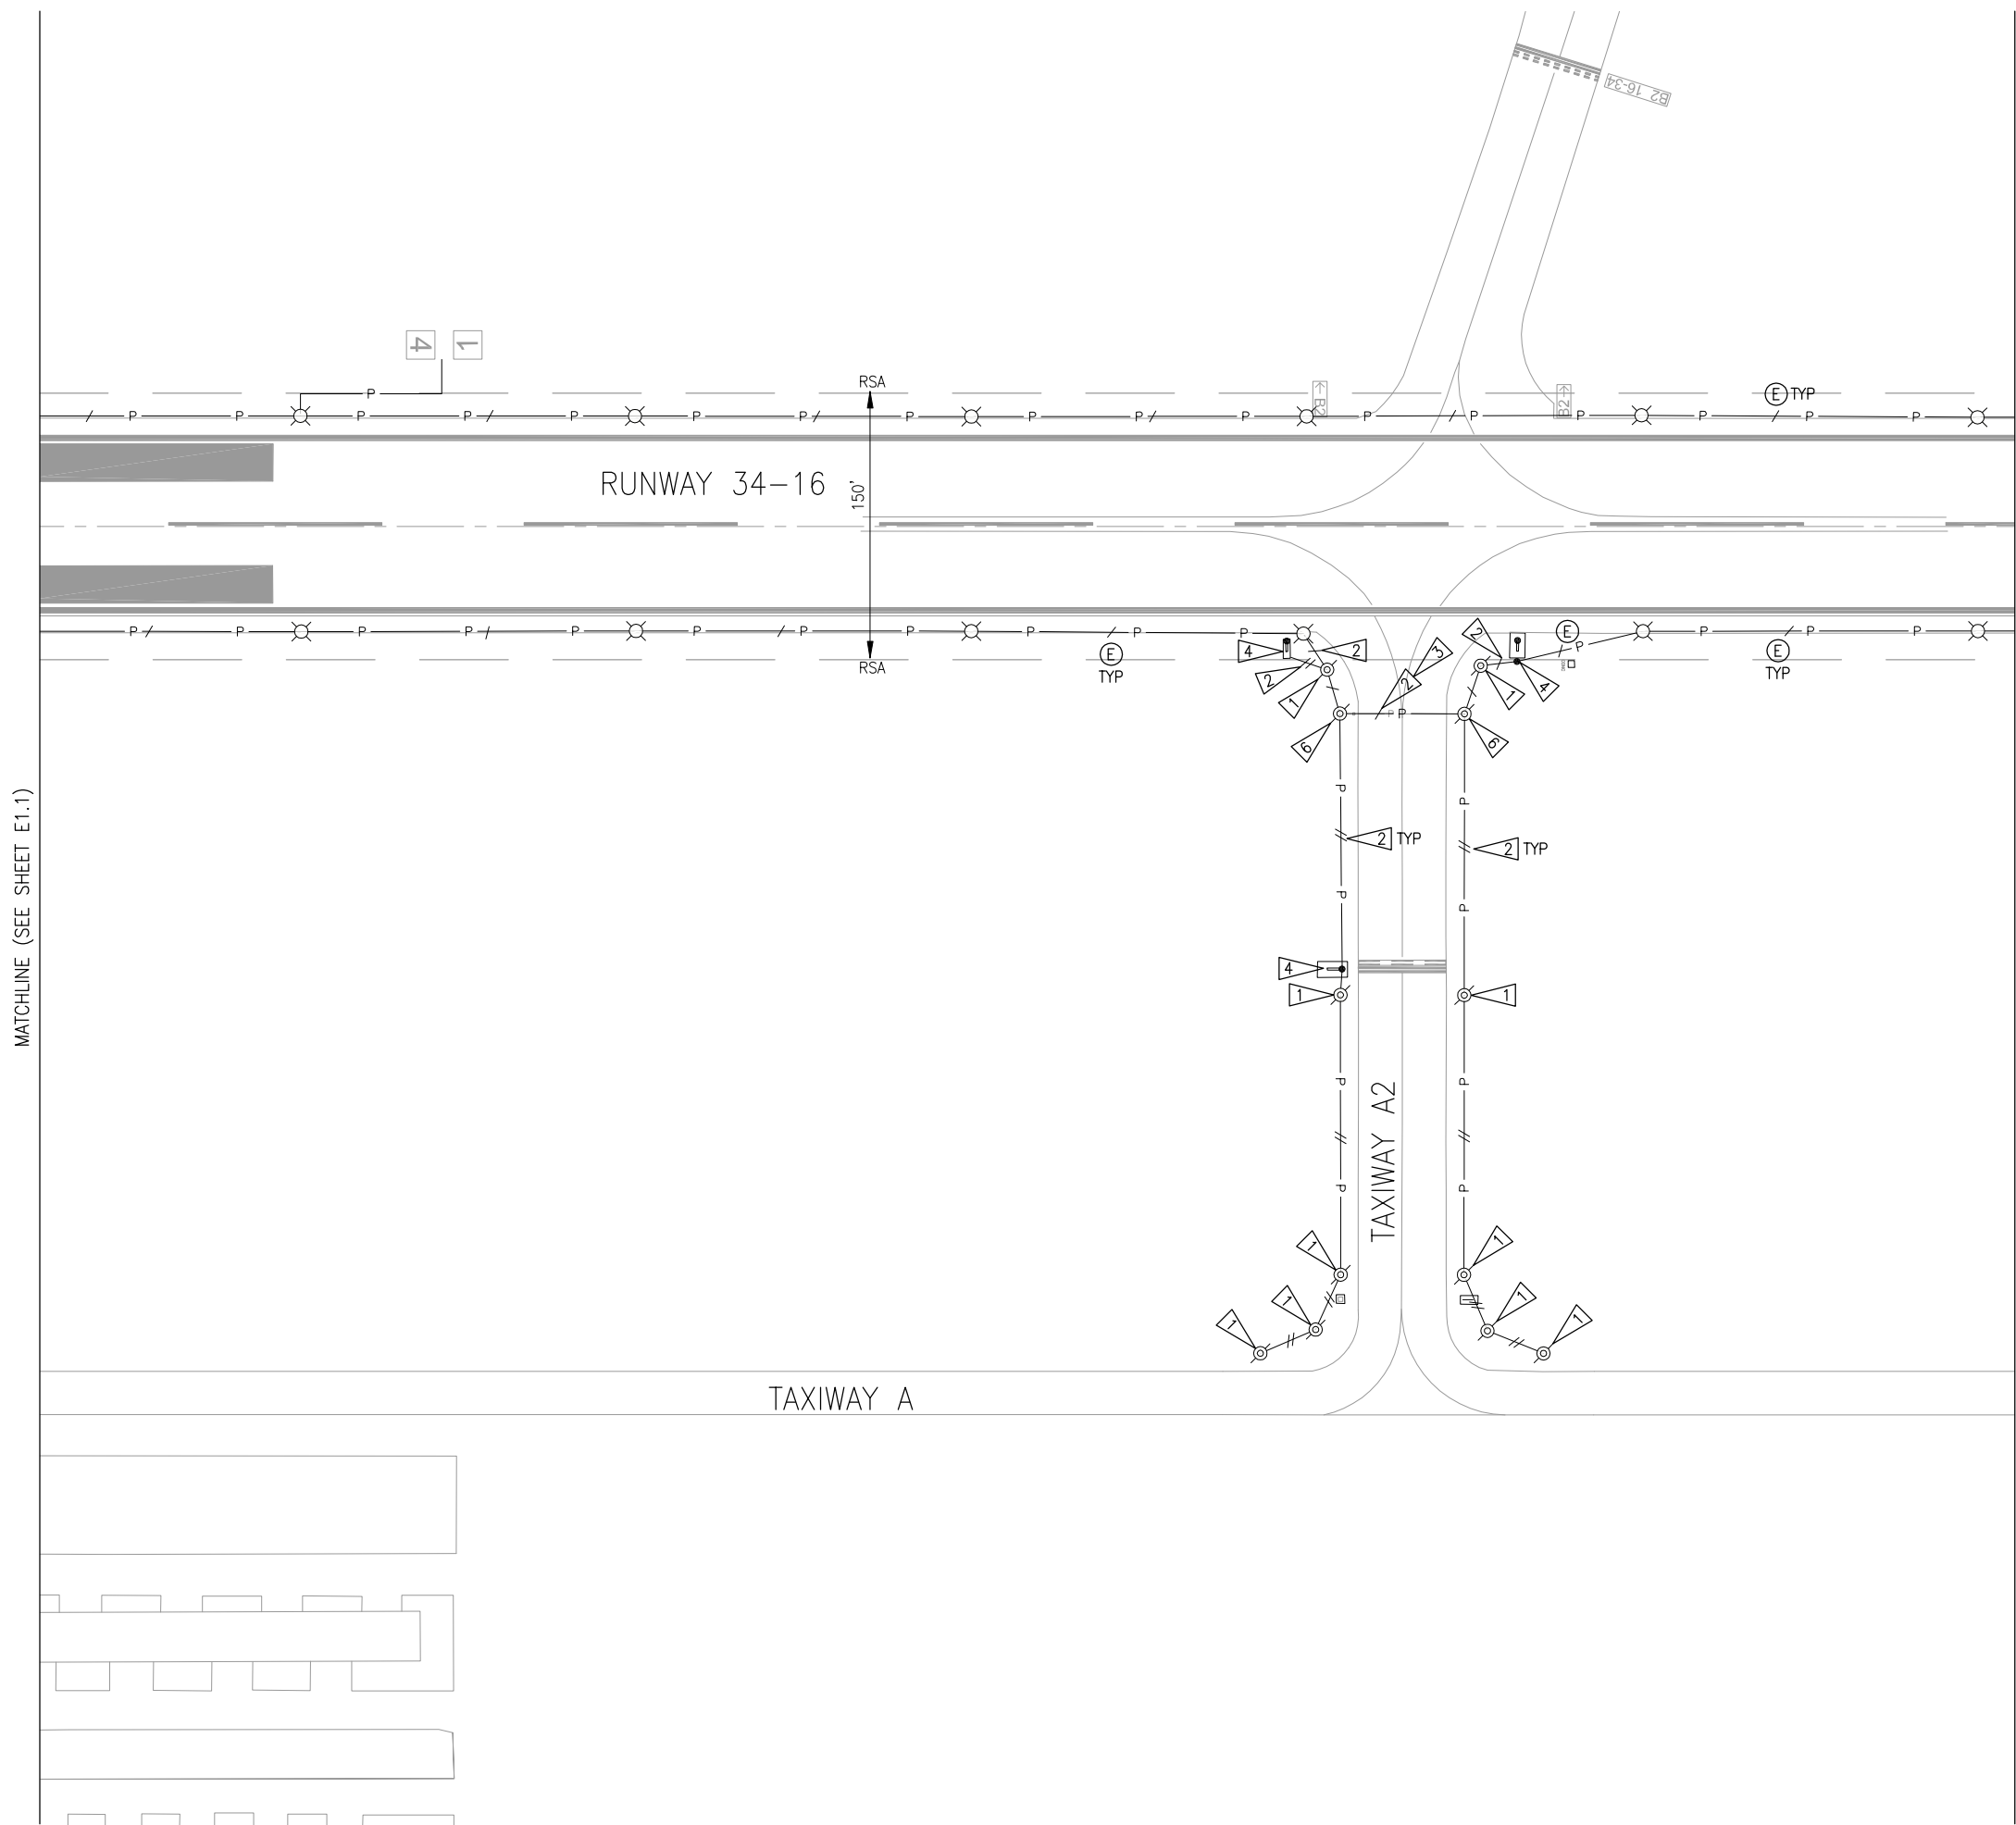 B2 16-34
4 1
RSA
P
←B2
B2→
E TYP
P P P P P P P P P P P P P P P P P
RUNWAY 34-16
150'
P P P P P P P P P P P P P
RSA
E TYP
E
P
E TYP
4 2 2 3 2
2 1 2 1 4
P P
6 6
P P
2 TYP
2 TYP
P P
4
1 1
P P
MATCHLINE (SEE SHEET E1.1)
TAXIWAY A2
P P
1 1
1 1
1 1
TAXIWAY A